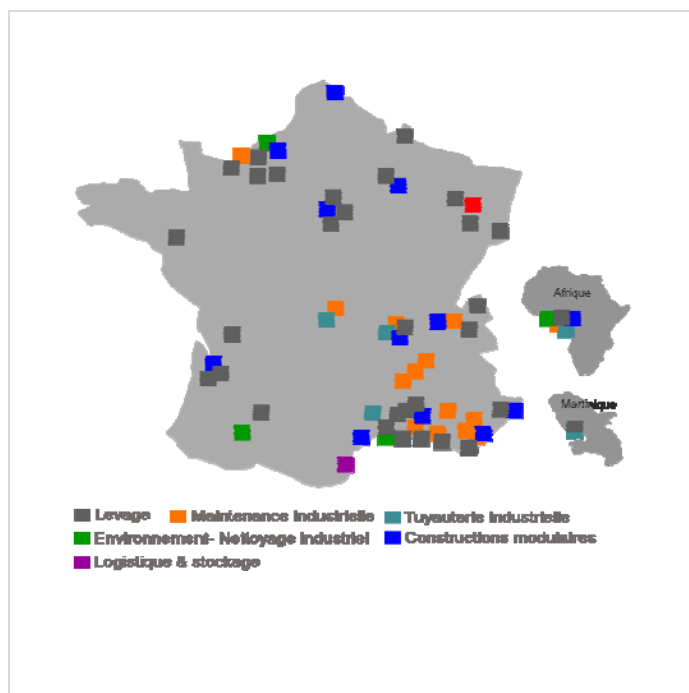 Afrique
Martinique
Levage
Maintenance Industrielle
Tuyauterie Industrielle
Environnement- Nettoyage Industriel
Constructions modulaires
Logistique & stockage